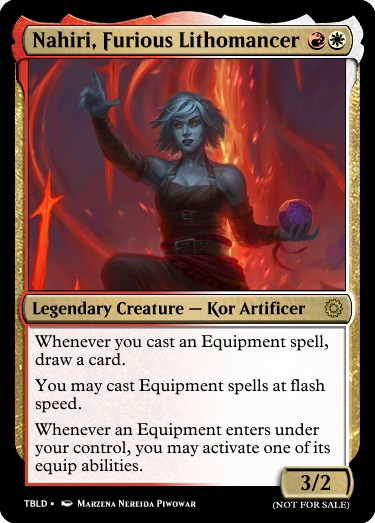 Nahiri, Furious Lithomancer
Legendary Creature — Kor Artificer
Whenever you cast an Equipment spell,
draw a card.
You may cast Equipment spells at flash
speed.
Whenever an Equipment enters under
your control, you may activate one of its
equip abilities.
3/2
TBLD • Marzena Nereida Piwowar
(NOT FOR SALE)